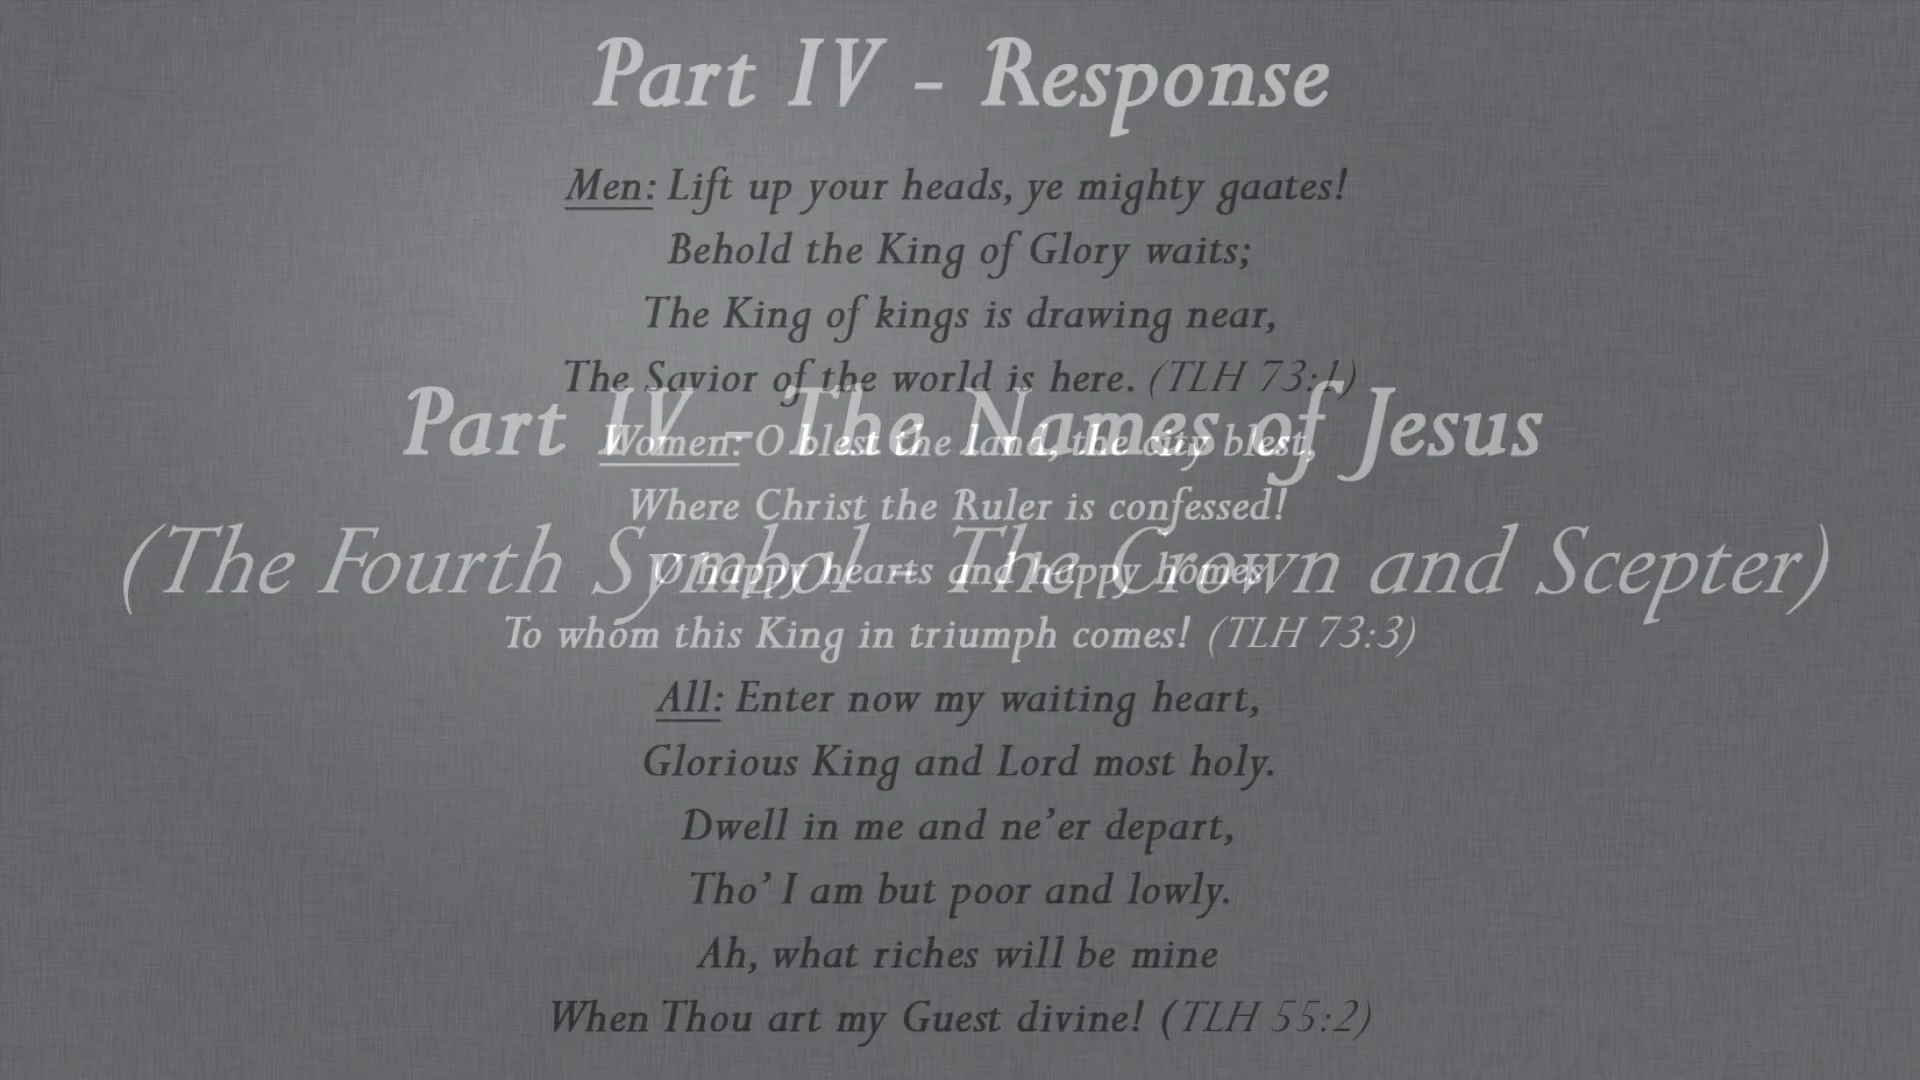 Part IV - Response
Men: Lift up your heads, ye mighty gaates!
Behold the King of Glory waits;
The King of kings is drawing near,
The Savior of the world is here. (TLH 73:1)
Part IV - The Names of Jesus
Women: O blest the land, the city blest,
Where Christ the Ruler is confessed!
(The Fourth Symbol - The Crown and Scepter)
O happy hearts and happy homes
To whom this King in triumph comes! (TLH 73:3)
All: Enter now my waiting heart,
Glorious King and Lord most holy.
Dwell in me and ne’er depart,
Tho’ I am but poor and lowly.
Ah, what riches will be mine
When Thou art my Guest divine! (TLH 55:2)